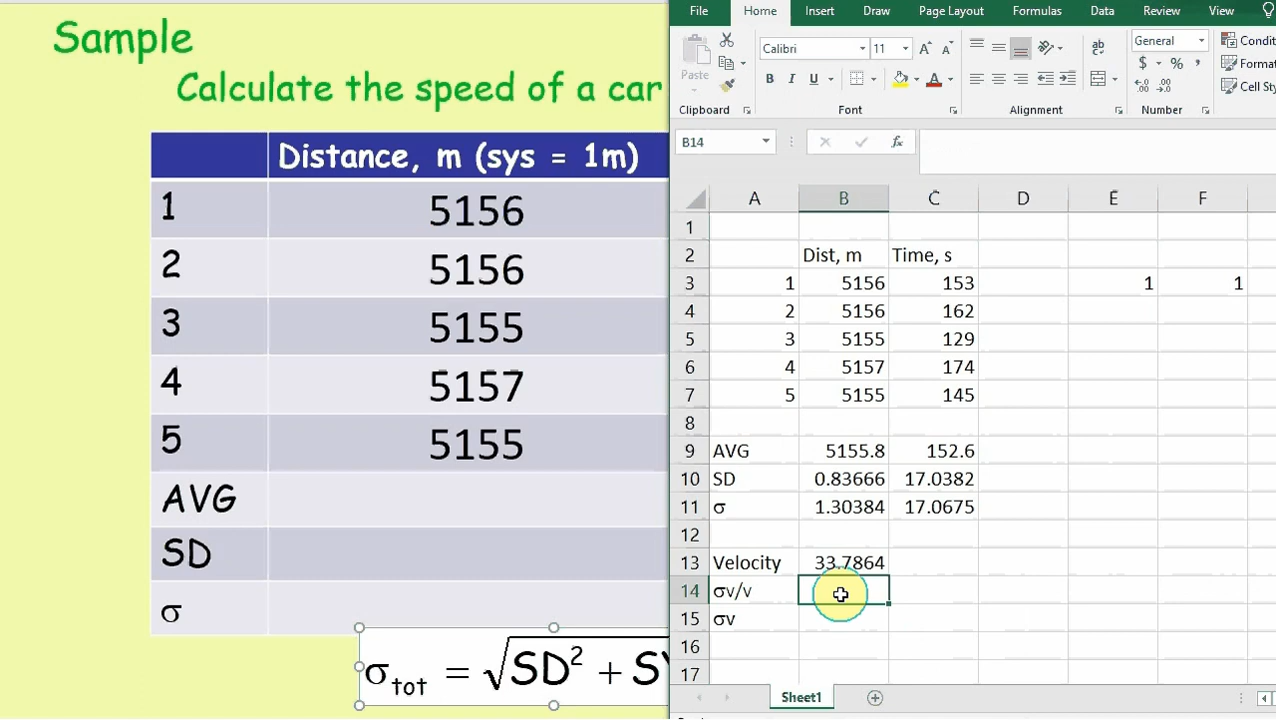 Sample
Calculate the speed of a car
Distance, m (sys = 1m)
1 5156
2 5156
3 5155
4 5157
5 5155
AVG
SD
σ
σtot = √SD² + SY
File Home Insert Draw Page Layout Formulas Data Review View
Calibri 11 A A ab General Condit
Paste B I U A $ % , Format
Cell Sty
Clipboard Font Alignment Number
B14 fx
A B C D E F
1
2 Dist, m Time, s
3 1 5156 153 1 1
4 2 5156 162
5 3 5155 129
6 4 5157 174
7 5 5155 145
8
9 AVG 5155.8 152.6
10 SD 0.83666 17.0382
11 σ 1.30384 17.0675
12
13 Velocity 33.7864
14 σv/v
15 σv
16
17
Sheet1